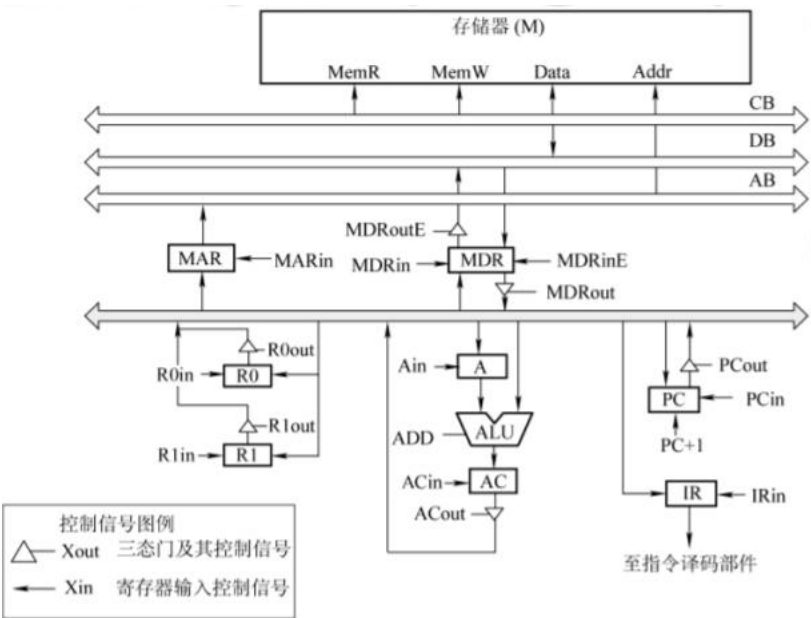 存储器 (M)
MemR MemW Data Addr
CB
DB
AB
MDRoutE
MAR MARin MDRin MDR MDRinE
MDRout
R0out
R0in R0
R1out
R1in R1
Ain A
ADD ALU
ACin AC
ACout
PCout
PC PCin
PC+1
IR IRin
至指令译码部件
控制信号图例
Xout 三态门及其控制信号
Xin 寄存器输入控制信号